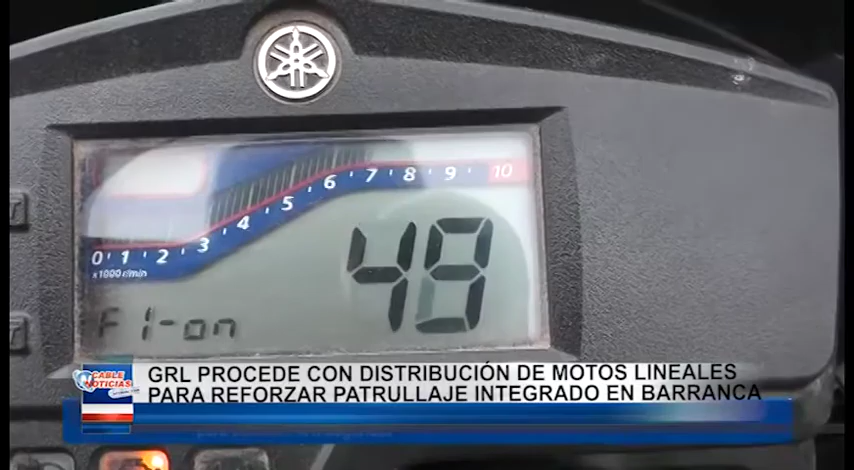 0 1 2 3 4 5 6 7 8 9 10
x1000 r/min
49
F1-on
CABLE
NOTICIAS
GRL PROCEDE CON DISTRIBUCIÓN DE MOTOS LINEALES
PARA REFORZAR PATRULLAJE INTEGRADO EN BARRANCA